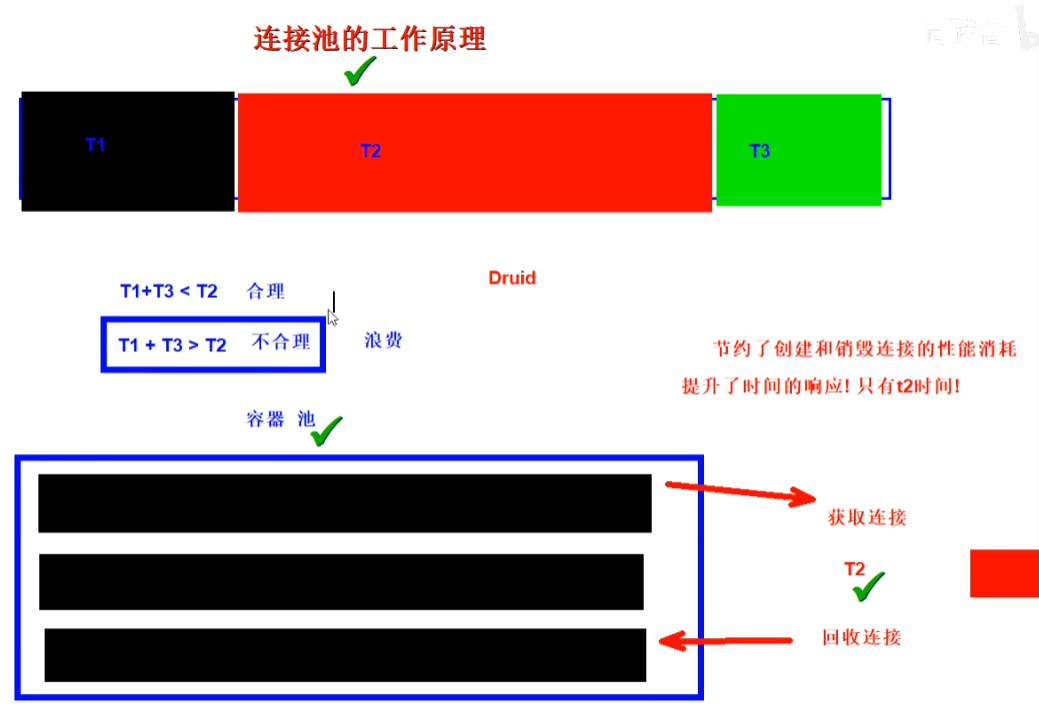 连接池的工作原理
T1
T2
T3
Druid
T1+T3 < T2 合理
T1 + T3 > T2 不合理 浪费
节约了创建和销毁连接的性能消耗
提升了时间的响应! 只有t2时间!
容器 池
获取连接
T2
回收连接